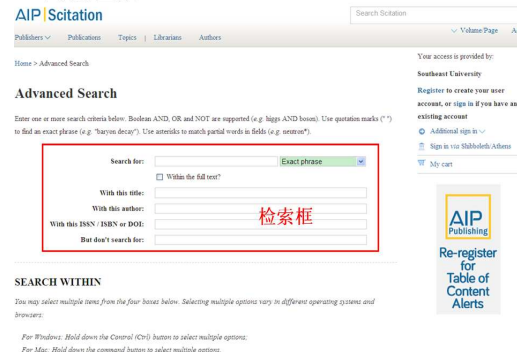 AIP Scitation
Search Scitation
Volume/Page
Publishers
Publications
Topics
Librarians
Authors
Home > Advanced Search
Your access is provided by:
Southeast University
Register to create your user
account, or sign in if you have an
existing account
Additional sign in
Sign in via Shibboleth/Athens
My cart
Advanced Search
Enter one or more search criteria below. Boolean AND, OR and NOT are supported (e.g. higgs AND boson). Use quotation marks (" ")
to find an exact phrase (e.g. "baryon decay"). Use asterisks to match partial words in fields (e.g. neutron*).
Search for:
Exact phrase
Within the full text?
With this title:
With this author:
With this ISSN / ISBN or DOI:
But don't search for:
检索框
AIP
Publishing
Re-register
for
Table of
Content
Alerts
SEARCH WITHIN
You may select multiple items from the four boxes below. Selecting multiple options vary in different operating systems and
browsers:
For Windows: Hold down the Control (Ctrl) button to select multiple options;
For Mac: Hold down the command button to select multiple options.